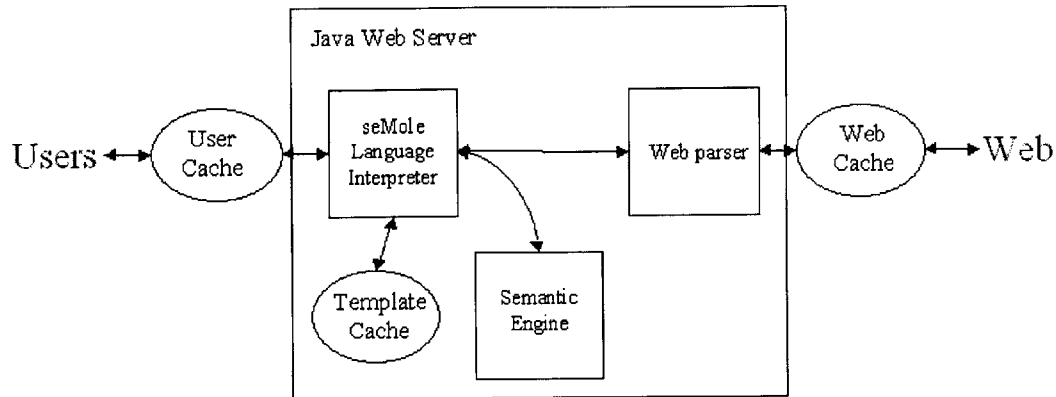 Java Web Server
Users
User
Cache
seMole
Language
Interpreter
Web parser
Web
Cache
Web
Template
Cache
Semantic
Engine